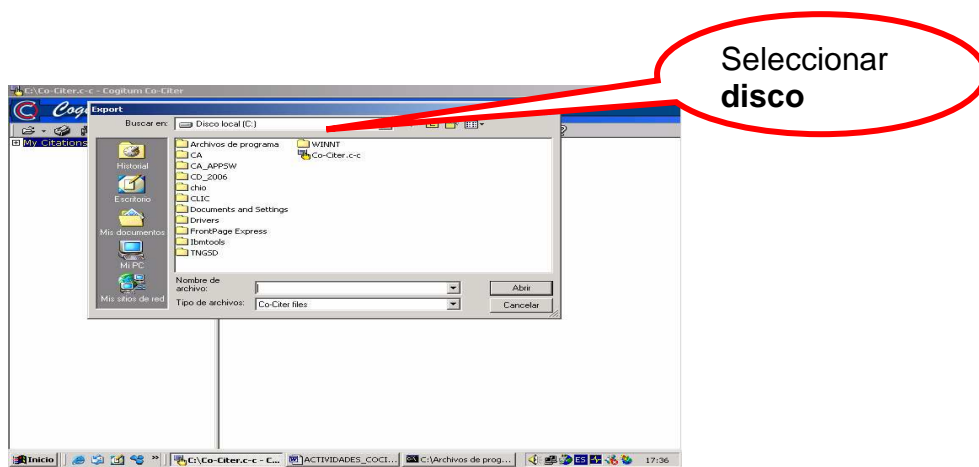 Seleccionar
disco
C:\Co-Citer.c-c - Cogitum Co-Citer
Export
Buscar en:
Disco local (C:)
My Citations
Historial
Escritorio
Mis documentos
Mi PC
Mis sitios de red
Archivos de programa
CA
CA_APPSW
CD_2006
chio
CLIC
Documents and Settings
Drivers
FrontPage Express
Ibmtools
TNGSD
WINNT
Co-Citer.c-c
Nombre de
archivo:
Abrir
Tipo de archivos:
Co-Citer files
Cancelar
Inicio
C:\Co-Citer.c-c - C...
ACTIVIDADES_COCI...
C:\Archivos de prog...
ES
17:36